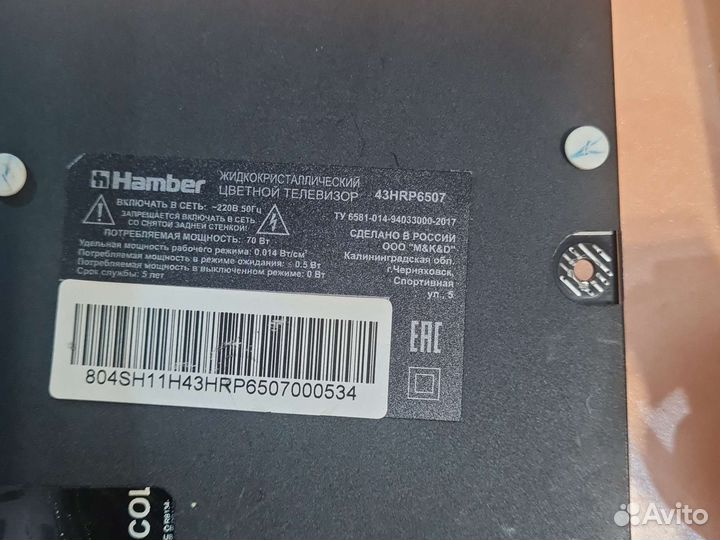 Hamber
ЖИДКОКРИСТАЛЛИЧЕСКИЙ
ЦВЕТНОЙ ТЕЛЕВИЗОР 43HRP6507
ВКЛЮЧАТЬ В СЕТЬ: ~220В 50Гц
ЗАПРЕЩАЕТСЯ ВКЛЮЧАТЬ В СЕТЬ
СО СНЯТОЙ ЗАДНЕЙ СТЕНКОЙ!
ПОТРЕБЛЯЕМАЯ МОЩНОСТЬ: 70 Вт
Удельная мощность рабочего режима: 0.014 Вт/см²
Потребляемая мощность в режиме ожидания: ≤ 0.5 Вт
Потребляемая мощность в выключенном режиме: 0 Вт
Срок службы: 5 лет
ТУ 6581-014-94033000-2017
СДЕЛАНО В РОССИИ
ООО "M&K&D"
Калининградская обл.
г.Черняховск,
Спортивная
ул., 5
EAC
804SH11H43HRP6507000534
COL
Avito